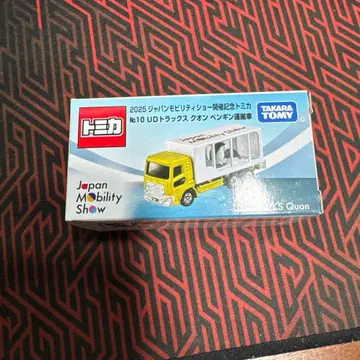 トミカ
2025 ジャパンモビリティショー開催記念トミカ
№10 UDトラックス クオン ペンギン運搬車
TAKARA
TOMY
Japan
Mobility
Show
S Quon